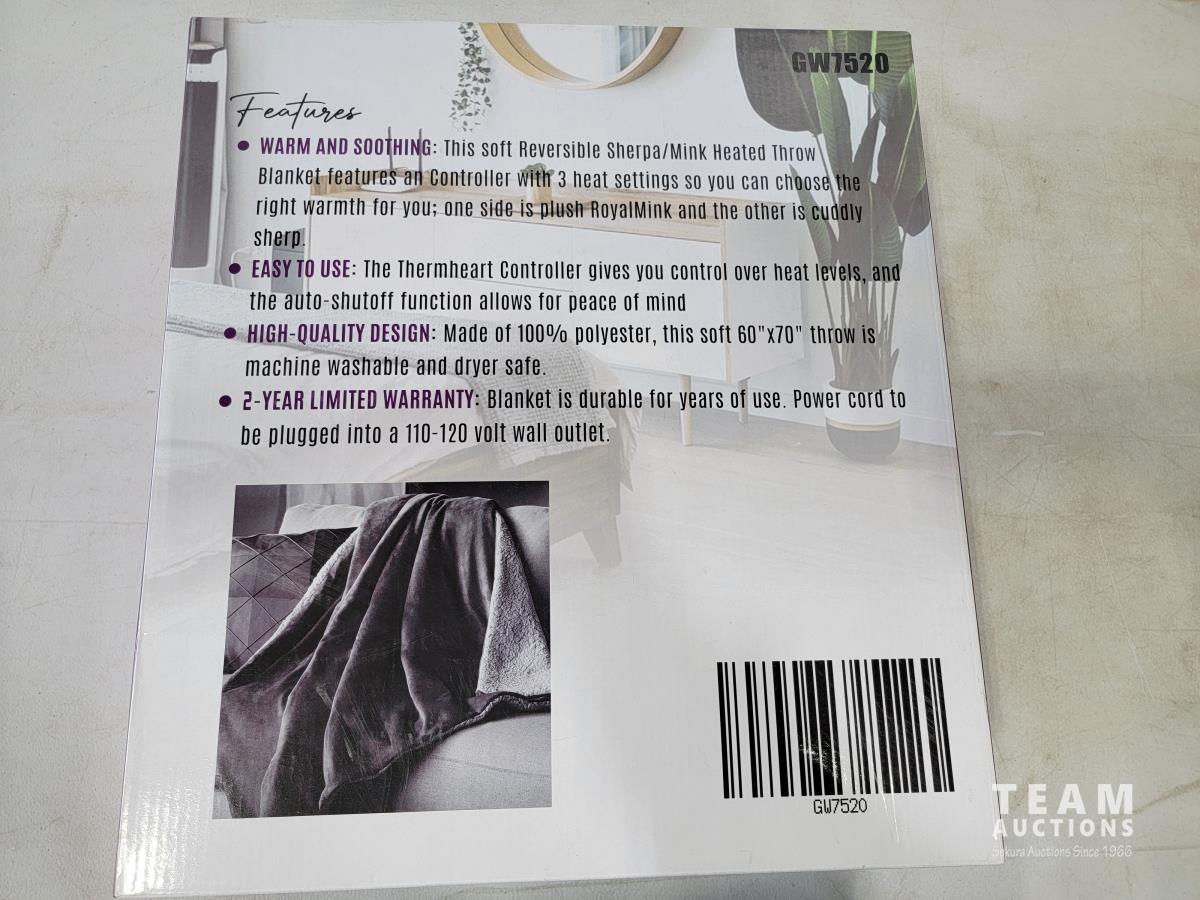 GW7520
Features
• WARM AND SOOTHING: This soft Reversible Sherpa/Mink Heated Throw
Blanket features an Controller with 3 heat settings so you can choose the
right warmth for you; one side is plush RoyalMink and the other is cuddly
sherp.
• EASY TO USE: The Thermheart Controller gives you control over heat levels, and
the auto-shutoff function allows for peace of mind
• HIGH-QUALITY DESIGN: Made of 100% polyester, this soft 60"x70" throw is
machine washable and dryer safe.
• 2-YEAR LIMITED WARRANTY: Blanket is durable for years of use. Power cord to
be plugged into a 110-120 volt wall outlet.
GW7520
TEAM
AUCTIONS
Sekura Auctions Since 1966